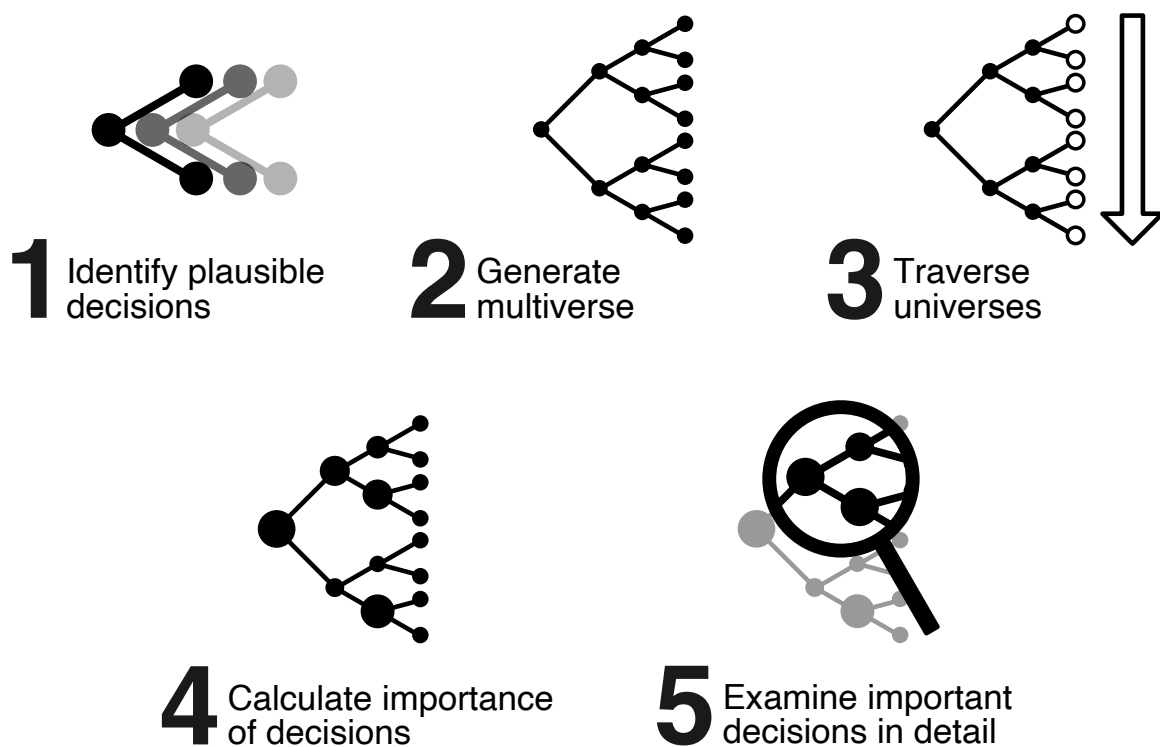 1 Identify plausible
decisions
2 Generate
multiverse
3 Traverse
universes
4 Calculate importance
of decisions
5 Examine important
decisions in detail